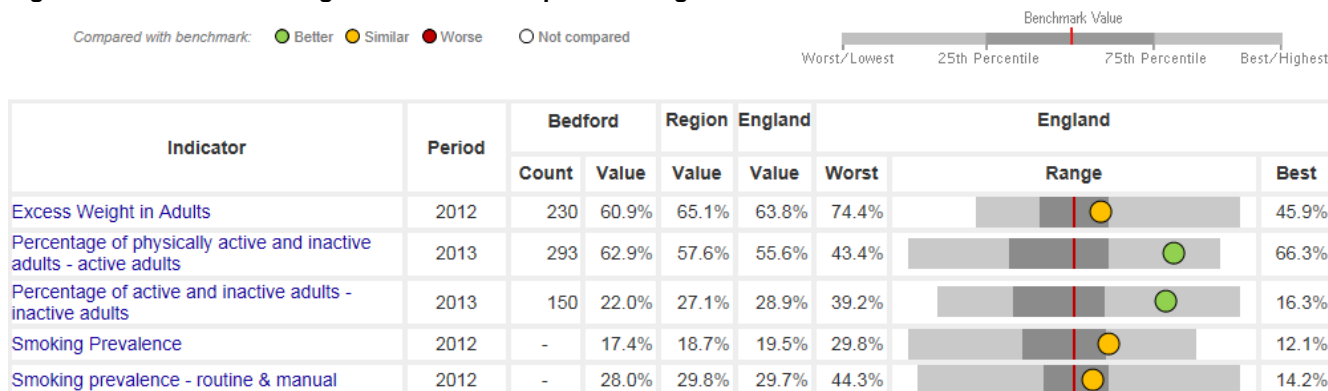 Compared with benchmark: Better Similar Worse Not compared
Benchmark Value
Worst/Lowest 25th Percentile 75th Percentile Best/Highest
Indicator Period Bedford Region England England
Count Value Value Value Worst Range Best
Excess Weight in Adults 2012 230 60.9% 65.1% 63.8% 74.4% 45.9%
Percentage of physically active and inactive
adults - active adults 2013 293 62.9% 57.6% 55.6% 43.4% 66.3%
Percentage of active and inactive adults -
inactive adults 2013 150 22.0% 27.1% 28.9% 39.2% 16.3%
Smoking Prevalence 2012 - 17.4% 18.7% 19.5% 29.8% 12.1%
Smoking prevalence - routine & manual 2012 - 28.0% 29.8% 29.7% 44.3% 14.2%